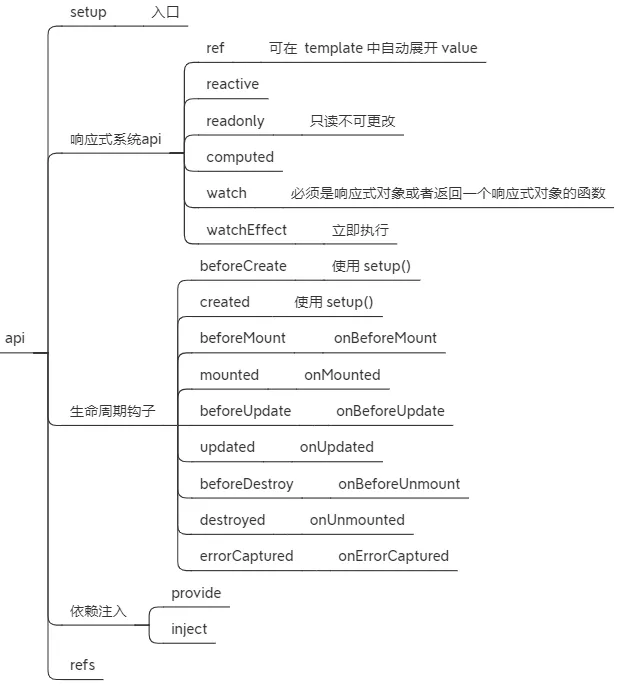 setup 入口
ref 可在 template 中自动展开 value
reactive
readonly 只读不可更改
响应式系统api
computed
watch 必须是响应式对象或者返回一个响应式对象的函数
watchEffect 立即执行
beforeCreate 使用 setup()
created 使用 setup()
api
beforeMount onBeforeMount
mounted onMounted
生命周期钩子
beforeUpdate onBeforeUpdate
updated onUpdated
beforeDestroy onBeforeUnmount
destroyed onUnmounted
errorCaptured onErrorCaptured
依赖注入
provide
inject
refs